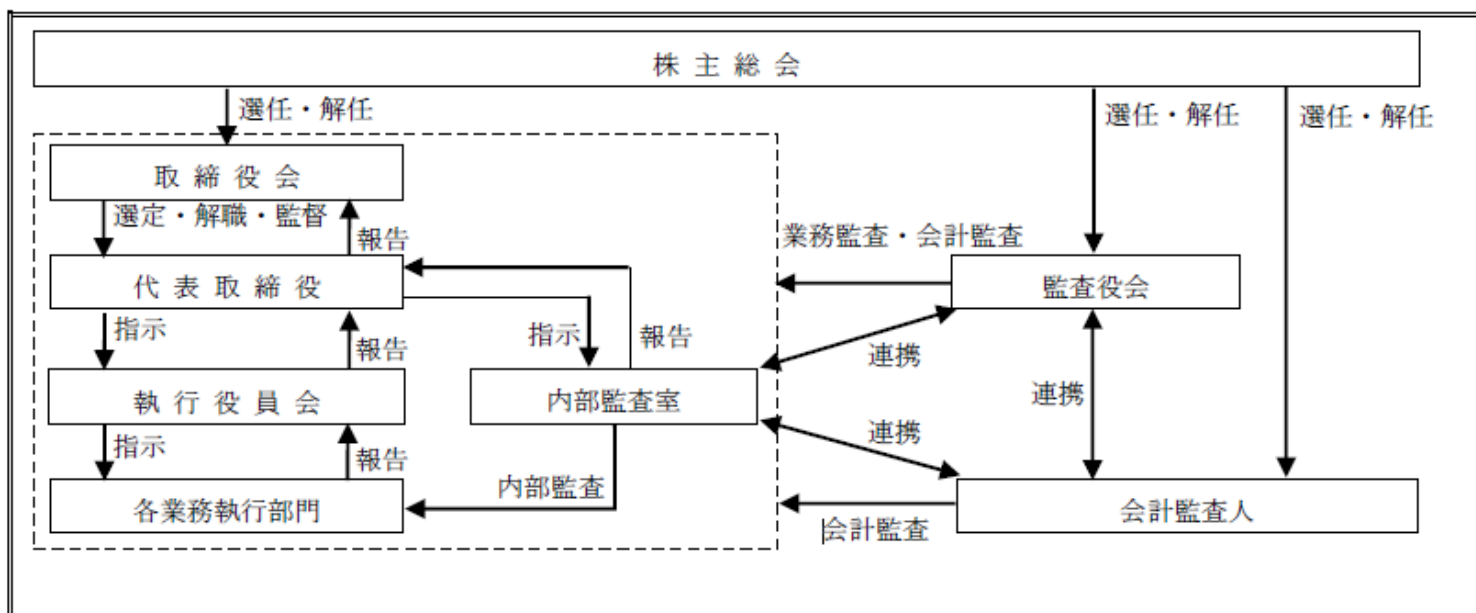 株主総会
選任・解任
選任・解任
選任・解任
取締役会
選定・解職・監督
報告
業務監査・会計監査
代表取締役
監査役会
指示
報告
指示
報告
連携
執行役員会
内部監査室
連携
指示
報告
連携
内部監査
各業務執行部門
会計監査人
会計監査